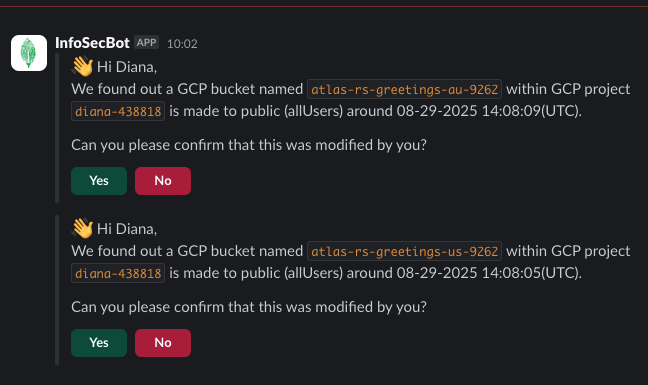 InfoSecBot APP 10:02
👋 Hi Diana,
We found out a GCP bucket named atlas-rs-greetings-au-9262 within GCP project
diana-438818 is made to public (allUsers) around 08-29-2025 14:08:09(UTC).
Can you please confirm that this was modified by you?
Yes No
👋 Hi Diana,
We found out a GCP bucket named atlas-rs-greetings-us-9262 within GCP project
diana-438818 is made to public (allUsers) around 08-29-2025 14:08:05(UTC).
Can you please confirm that this was modified by you?
Yes No